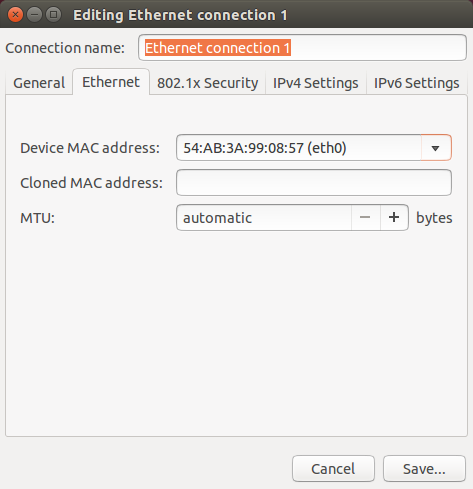 Editing Ethernet connection 1
Connection name: Ethernet connection 1
General Ethernet 802.1x Security IPv4 Settings IPv6 Settings
Device MAC address: 54:AB:3A:99:08:57 (eth0)
Cloned MAC address:
MTU: automatic − + bytes
Cancel Save...